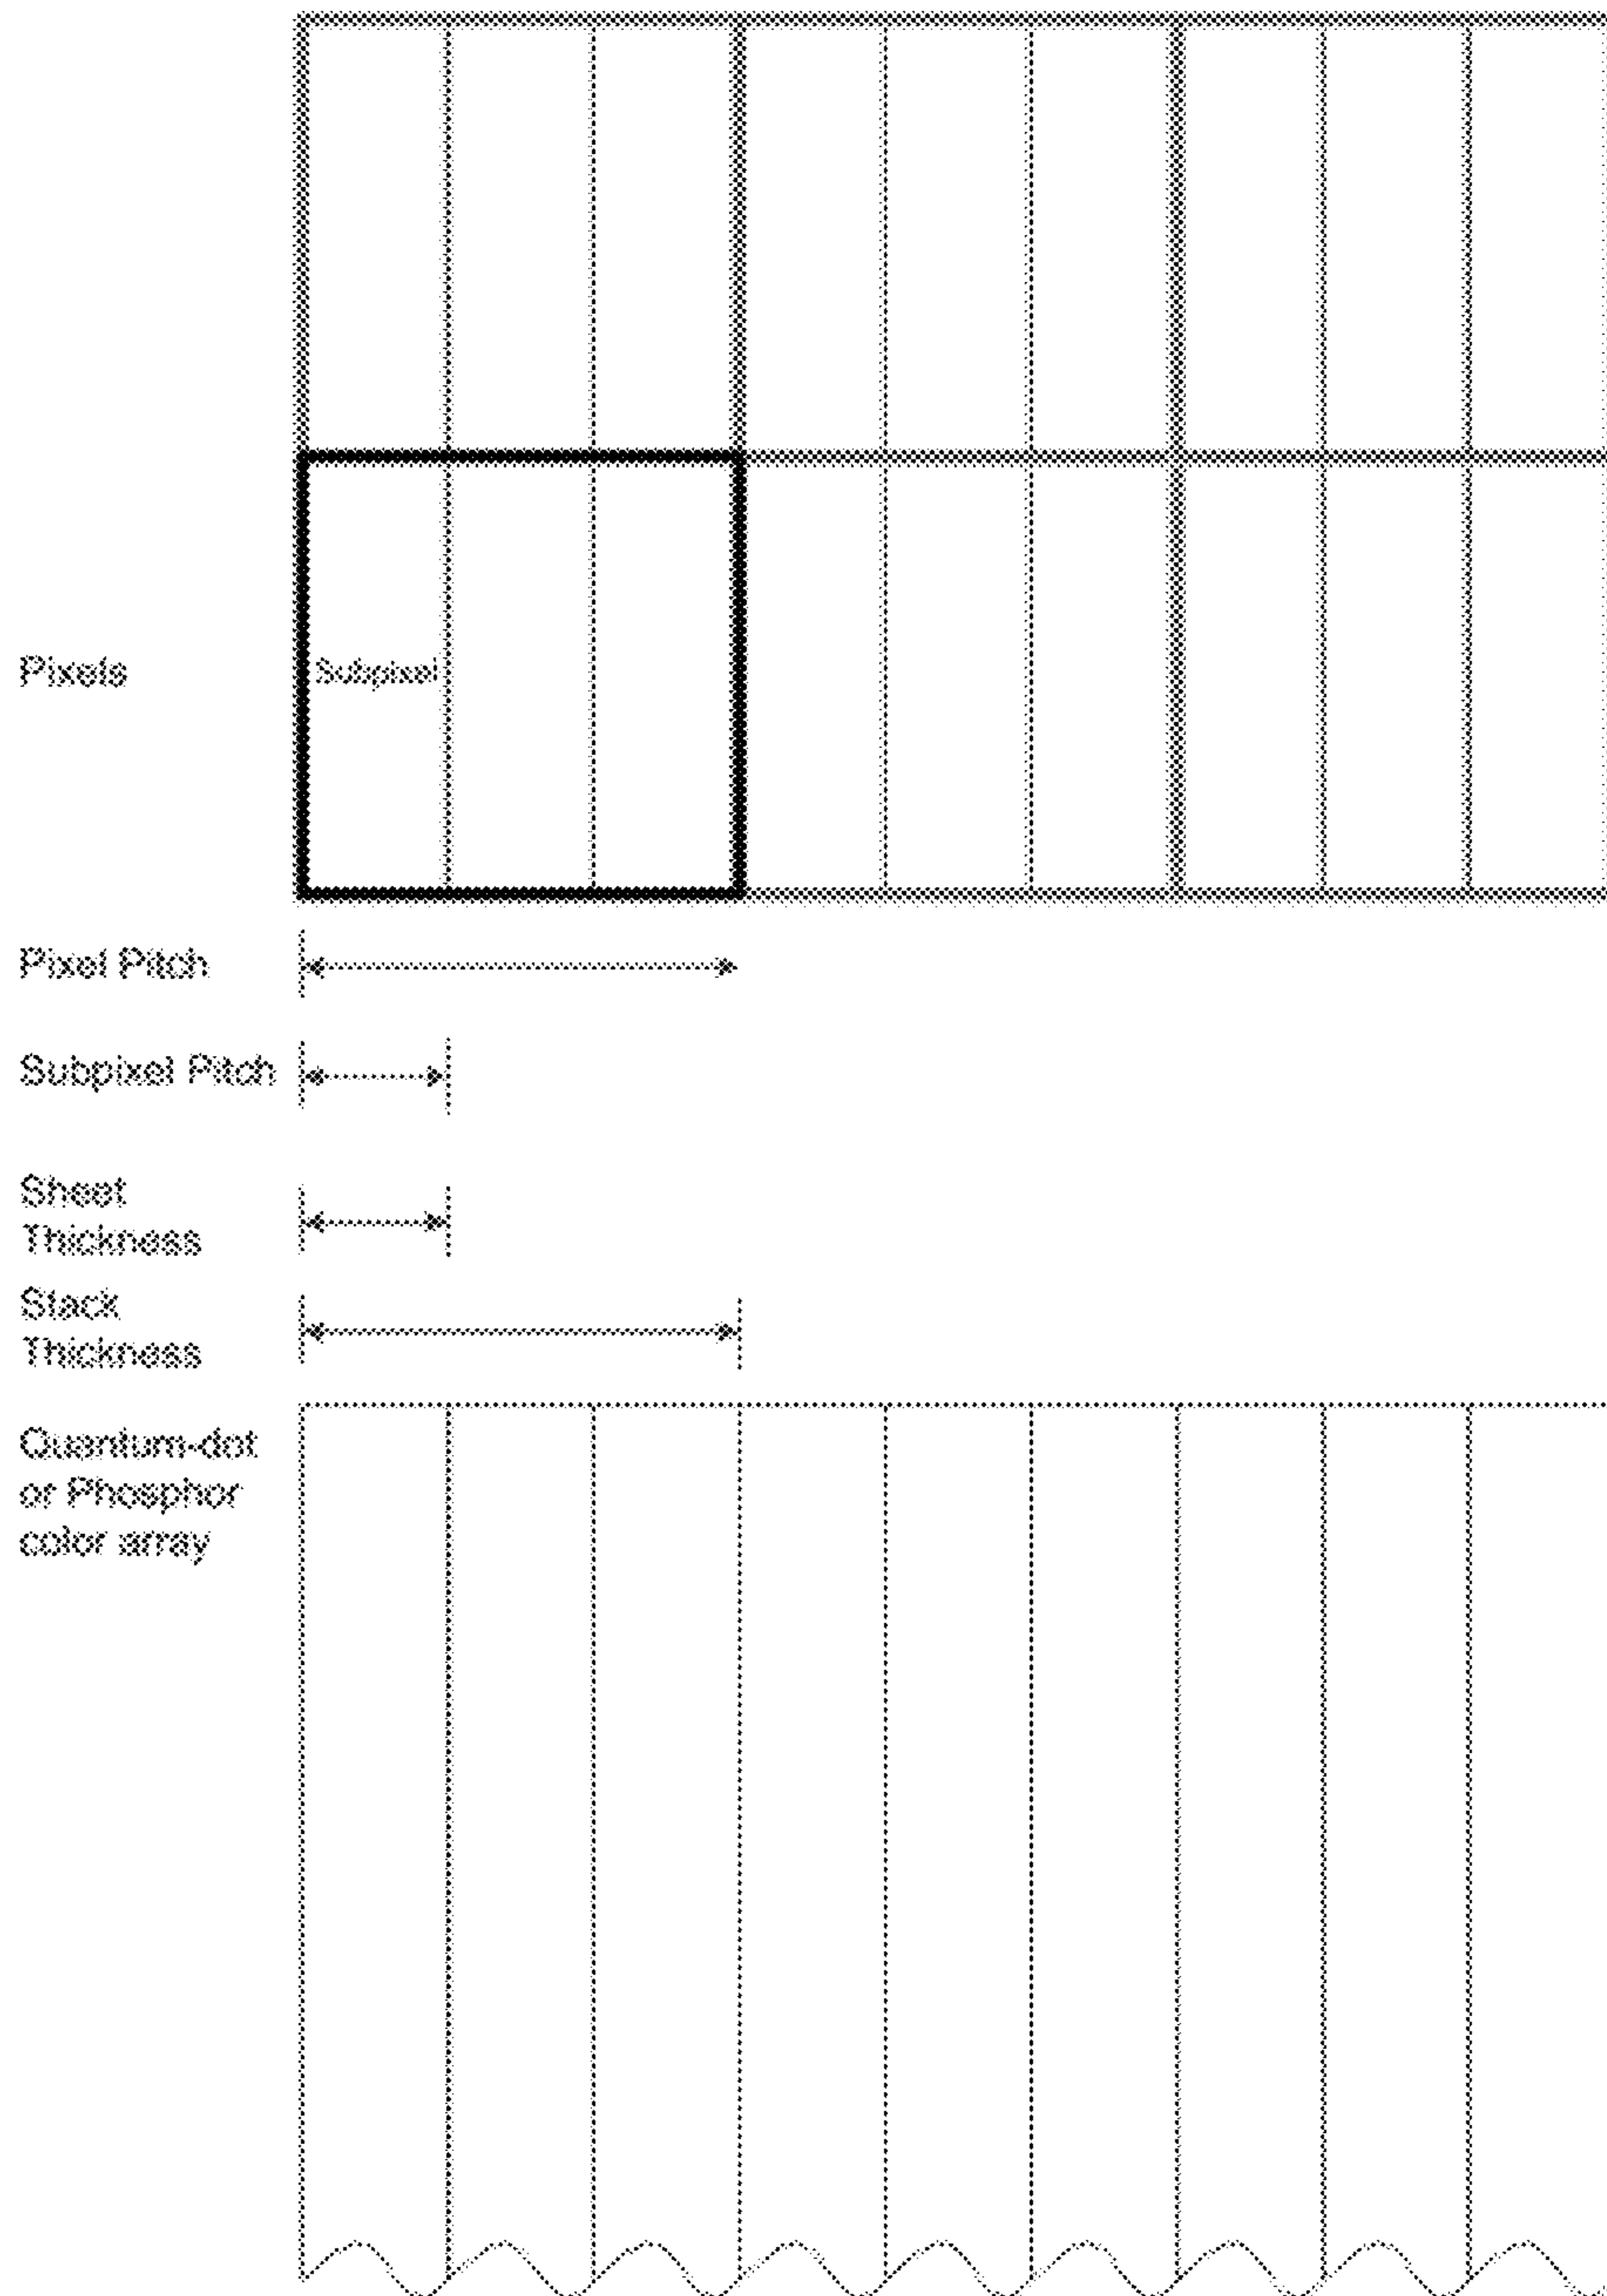 Pixels
Subpixel
Pixel Pitch
Subpixel Pitch
Sheet
Thickness
Stack
Thickness
Quantum-dot
or Phosphor
color array